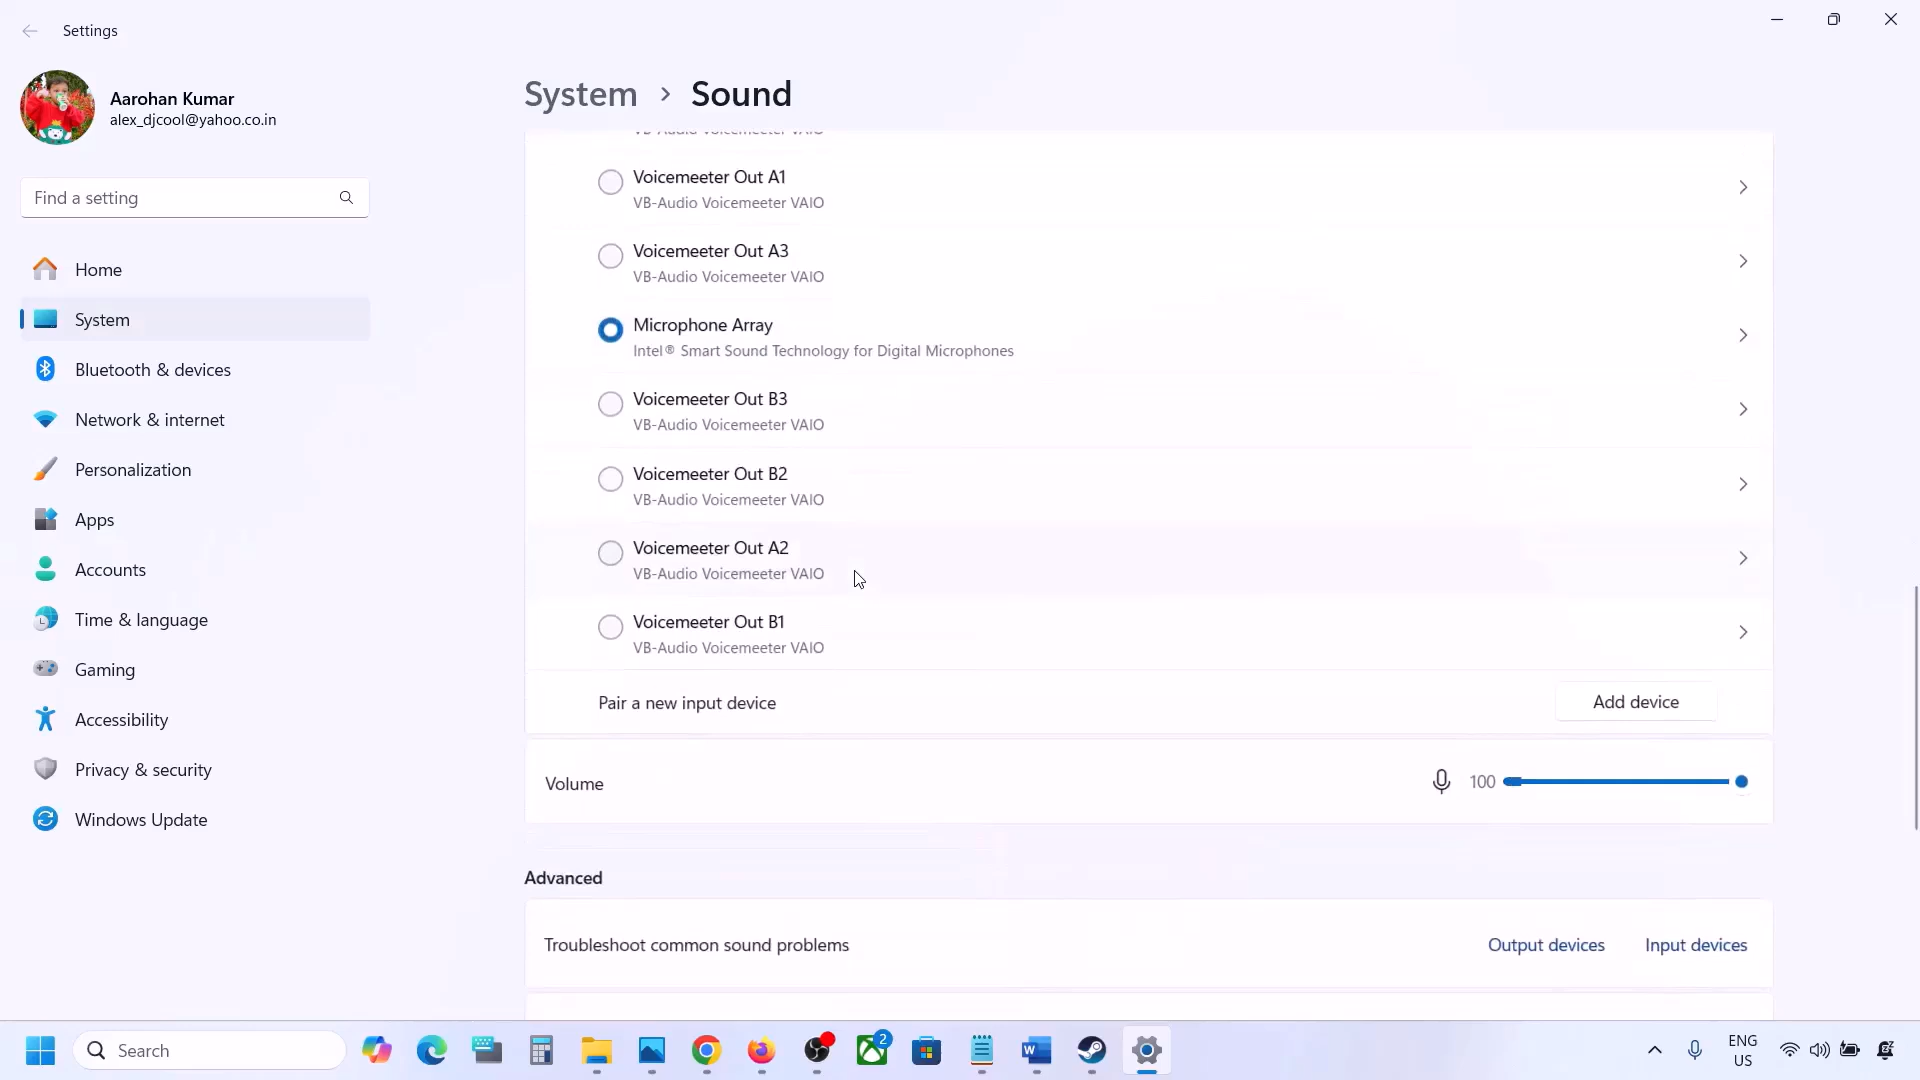 Settings
Aarohan Kumar
alex_djcool@yahoo.co.in
Find a setting
Home
System
Bluetooth & devices
Network & internet
Personalization
Apps
Accounts
Time & language
Gaming
Accessibility
Privacy & security
Windows Update
System > Sound
VB-Audio Voicemeeter VAIO
Voicemeeter Out A1
VB-Audio Voicemeeter VAIO
Voicemeeter Out A3
VB-Audio Voicemeeter VAIO
Microphone Array
Intel® Smart Sound Technology for Digital Microphones
Voicemeeter Out B3
VB-Audio Voicemeeter VAIO
Voicemeeter Out B2
VB-Audio Voicemeeter VAIO
Voicemeeter Out A2
VB-Audio Voicemeeter VAIO
Voicemeeter Out B1
VB-Audio Voicemeeter VAIO
Pair a new input device
Add device
Volume
100
Advanced
Troubleshoot common sound problems
Output devices
Input devices
Search
2
ENG
US